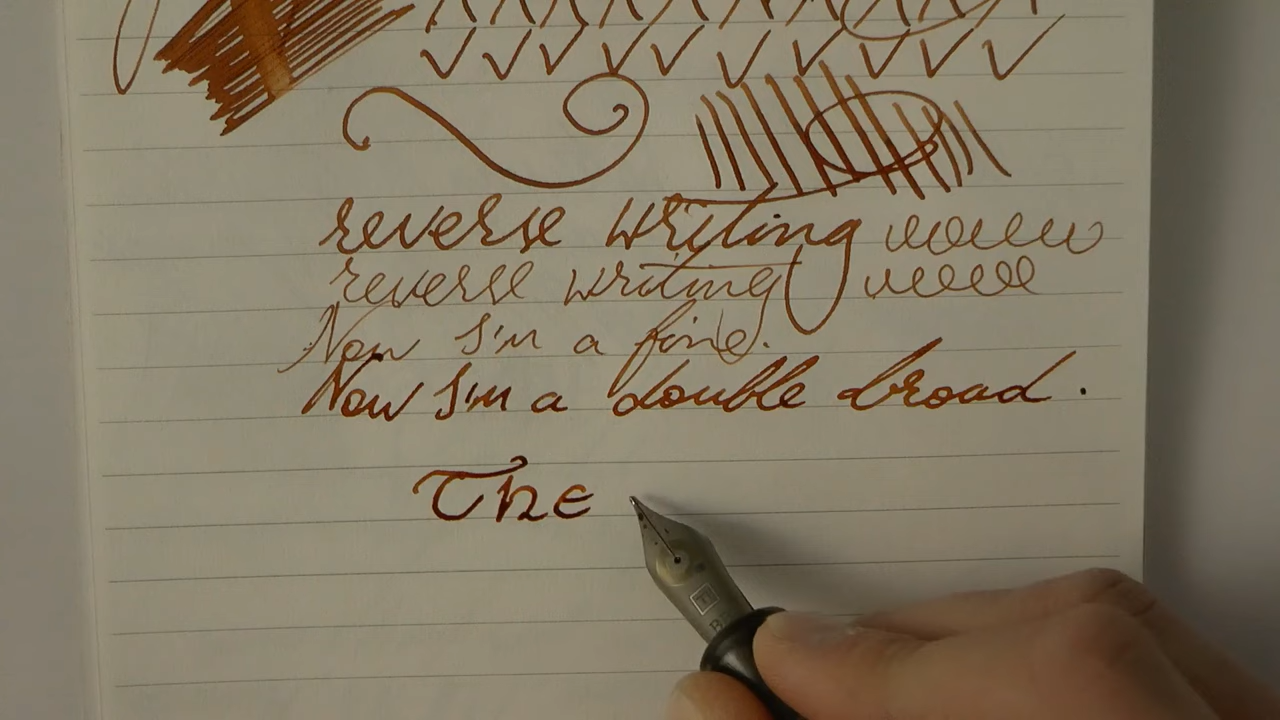 reverse writing
reverse writing
Now I'm a fine.
Now I'm a double broad.
The